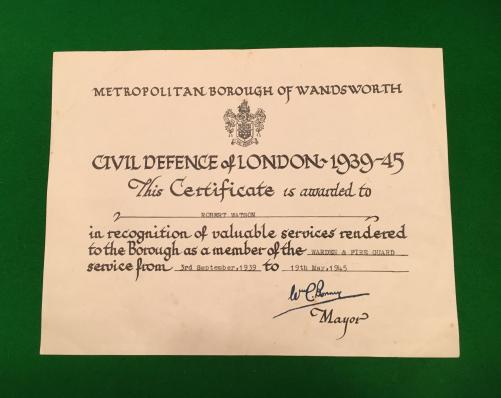 METROPOLITAN BOROUGH OF WANDSWORTH
CIVIL DEFENCE of LONDON~1939-45
This Certificate is awarded to
ROBERT WATSON
in recognition of valuable services rendered
to the Borough as a member of the WARDEN & FIRE GUARD
service from 3rd September.1939 to 19th May.1945
Mayor